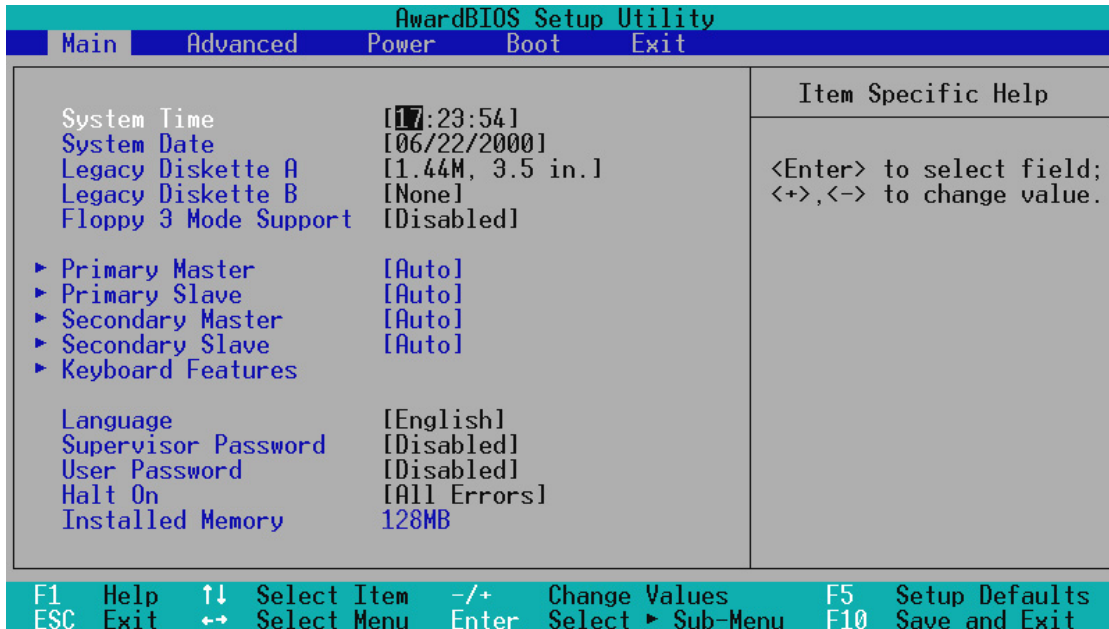 AwardBIOS Setup Utility
Main Advanced Power Boot Exit
Item Specific Help
System Time [17:23:54]
System Date [06/22/2000]
Legacy Diskette A [1.44M, 3.5 in.]
Legacy Diskette B [None]
Floppy 3 Mode Support [Disabled]
<Enter> to select field;
<+>,<-> to change value.
▶ Primary Master [Auto]
▶ Primary Slave [Auto]
▶ Secondary Master [Auto]
▶ Secondary Slave [Auto]
▶ Keyboard Features
Language [English]
Supervisor Password [Disabled]
User Password [Disabled]
Halt On [All Errors]
Installed Memory 128MB
F1 Help ↑↓ Select Item -/+ Change Values F5 Setup Defaults
ESC Exit ←→ Select Menu Enter Select ▶ Sub-Menu F10 Save and Exit